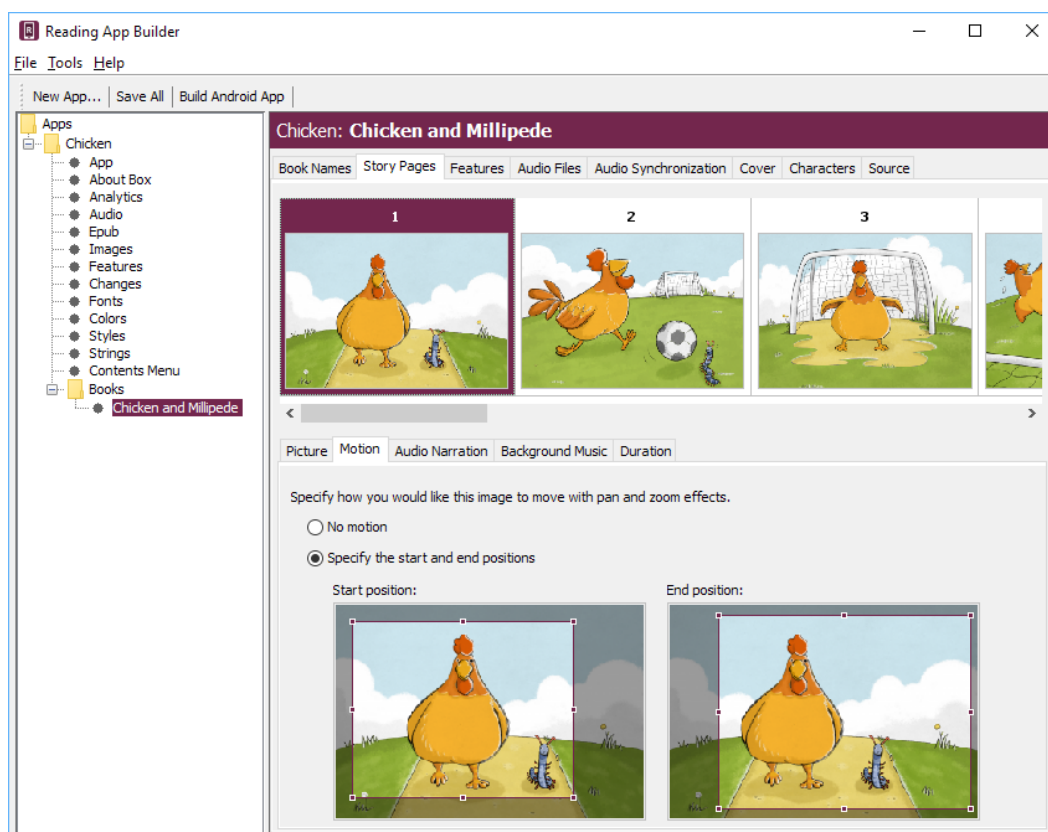 Reading App Builder
File Tools Help
New App... Save All Build Android App
Apps
Chicken
App
About Box
Analytics
Audio
Epub
Images
Features
Changes
Fonts
Colors
Styles
Strings
Contents Menu
Books
Chicken and Millipede
Chicken: Chicken and Millipede
Book Names Story Pages Features Audio Files Audio Synchronization Cover Characters Source
1 2 3
Picture Motion Audio Narration Background Music Duration
Specify how you would like this image to move with pan and zoom effects.
No motion
Specify the start and end positions
Start position: End position: